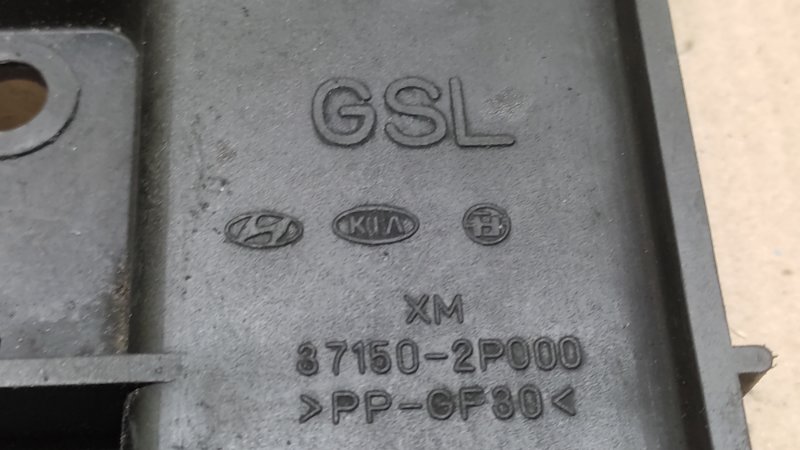 GSL
KIA
XM
37150-2P000
>PP-GF30<